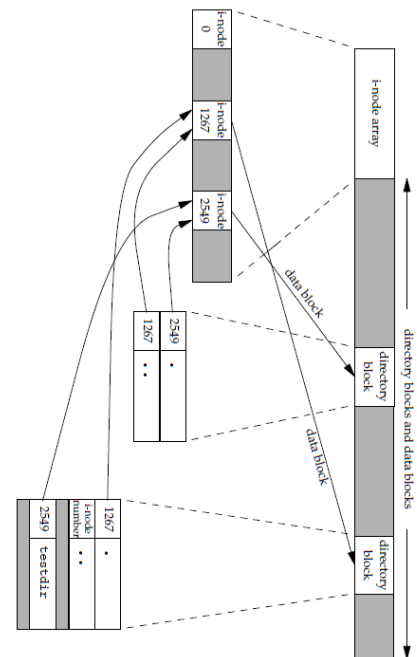 directory blocks and data blocks
i-node array
directory
block
directory
block
data block
data block
i-node
0
i-node
1267
i-node
2549
2549 .
1267 ..
1267 .
i-node
number ..
2549 testdir